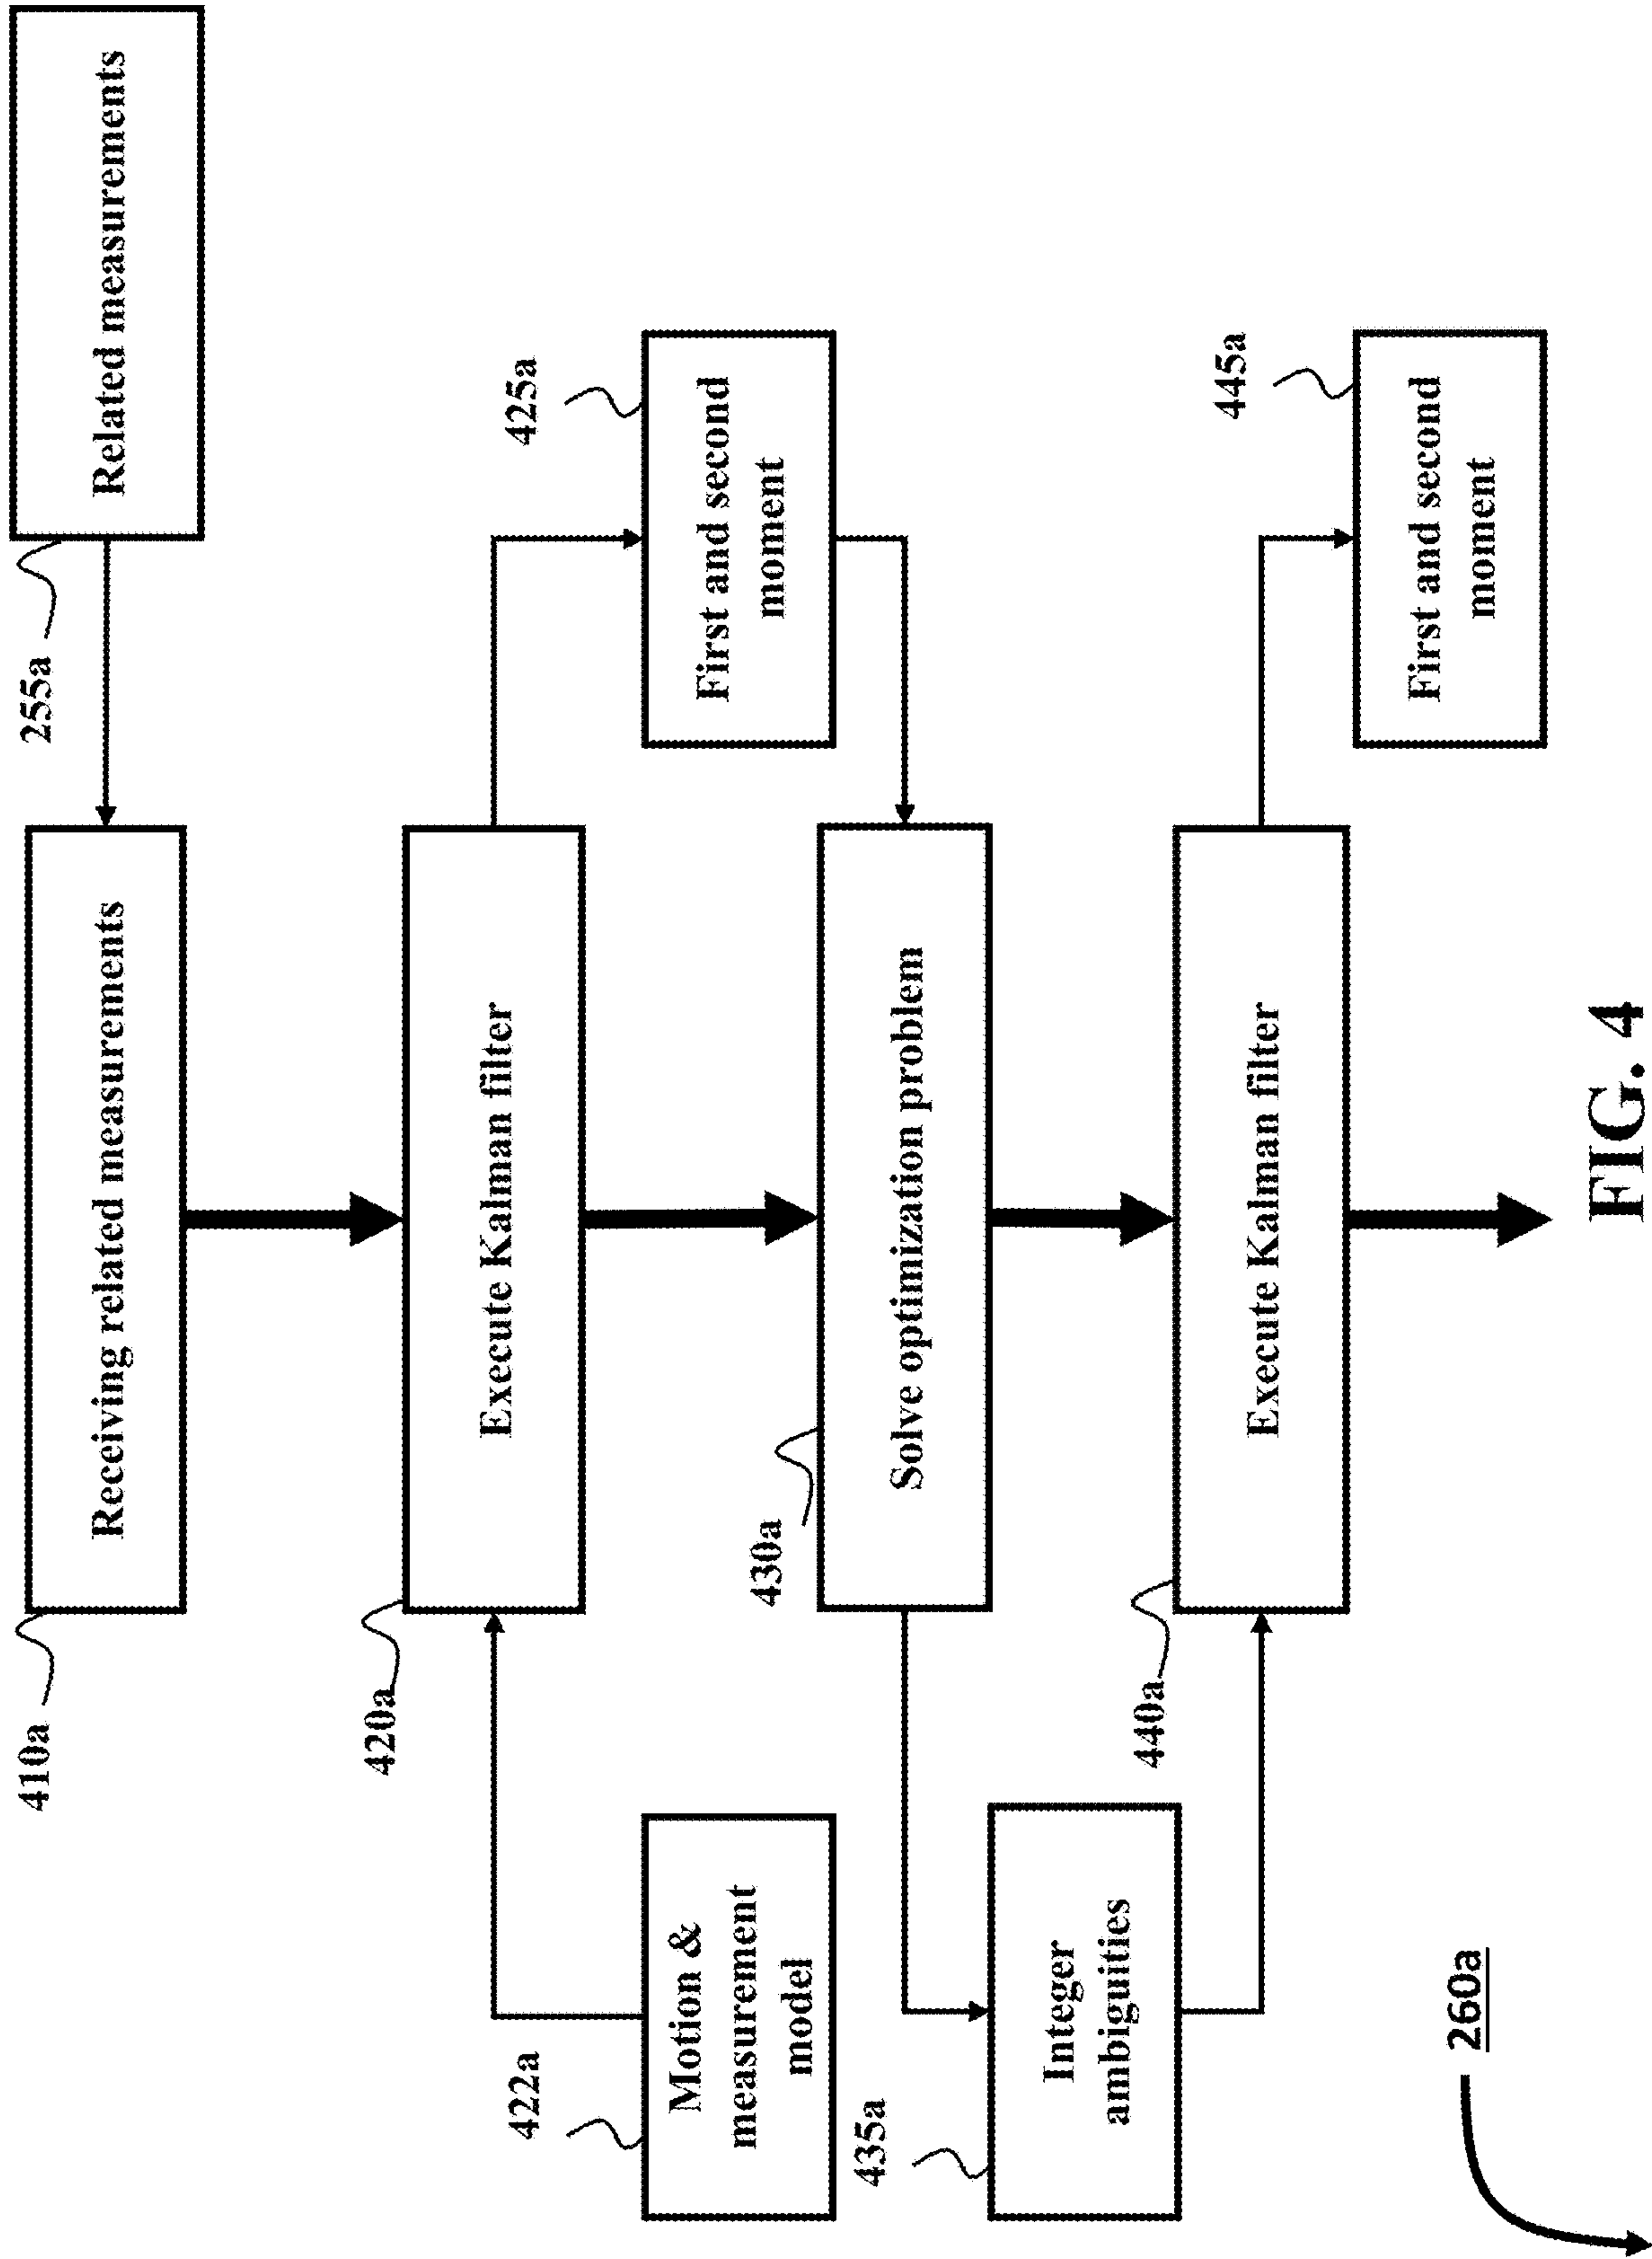 255a
Related measurements
410a
Receiving related measurements
420a
Execute Kalman filter
422a
Motion &
measurement
model
425a
First and second
moment
430a
Solve optimization problem
435a
Integer
ambiguities
440a
Execute Kalman filter
445a
First and second
moment
260a
FIG. 4